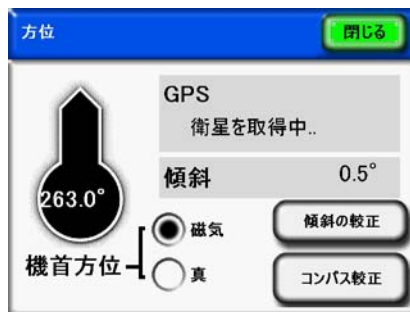 方位
閉じる
GPS
衛星を取得中..
傾斜
0.5°
263.0°
機首方位
磁気
真
傾斜の較正
コンパス較正